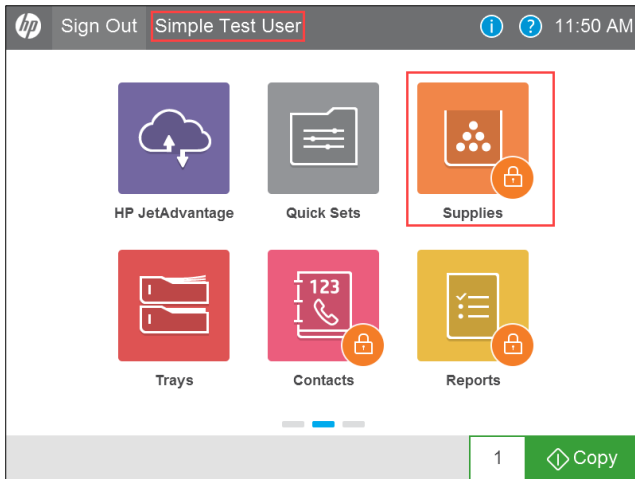 hp Sign Out Simple Test User i ? 11:50 AM
HP JetAdvantage Quick Sets Supplies
123
Trays Contacts Reports
1 Copy